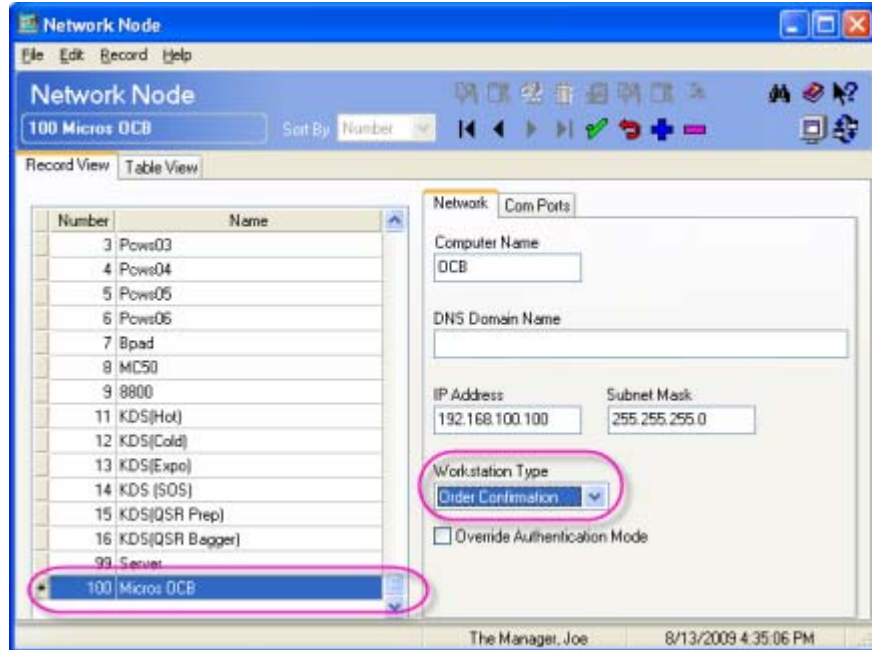 Network Node
File Edit Record Help
Network Node
100 Micros OCB Sort By Number
Record View Table View
Number Name
3 Pcws03
4 Pcws04
5 Pcws05
6 Pcws06
7 Bpad
8 MC50
9 8800
11 KDS(Hot)
12 KDS(Cold)
13 KDS(Expo)
14 KDS (SOS)
15 KDS(QSR Prep)
16 KDS(QSR Bagger)
99 Server
100 Micros OCB
Network Com Ports
Computer Name
OCB
DNS Domain Name
IP Address Subnet Mask
192.168.100.100 255.255.255.0
Workstation Type
Order Confirmation
Override Authentication Mode
The Manager, Joe 8/13/2009 4:35:06 PM